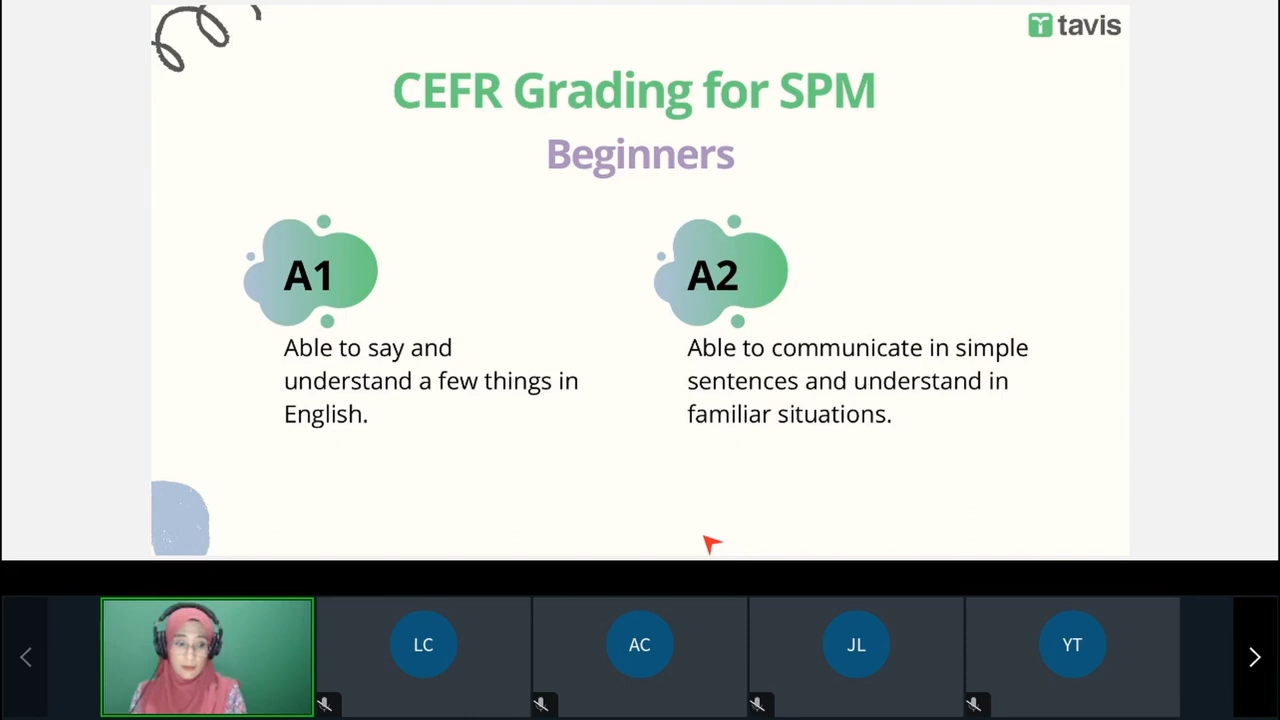 tavis
CEFR Grading for SPM
Beginners
A1
A2
Able to say and
understand a few things in
English.
Able to communicate in simple
sentences and understand in
familiar situations.
LC
AC
JL
YT